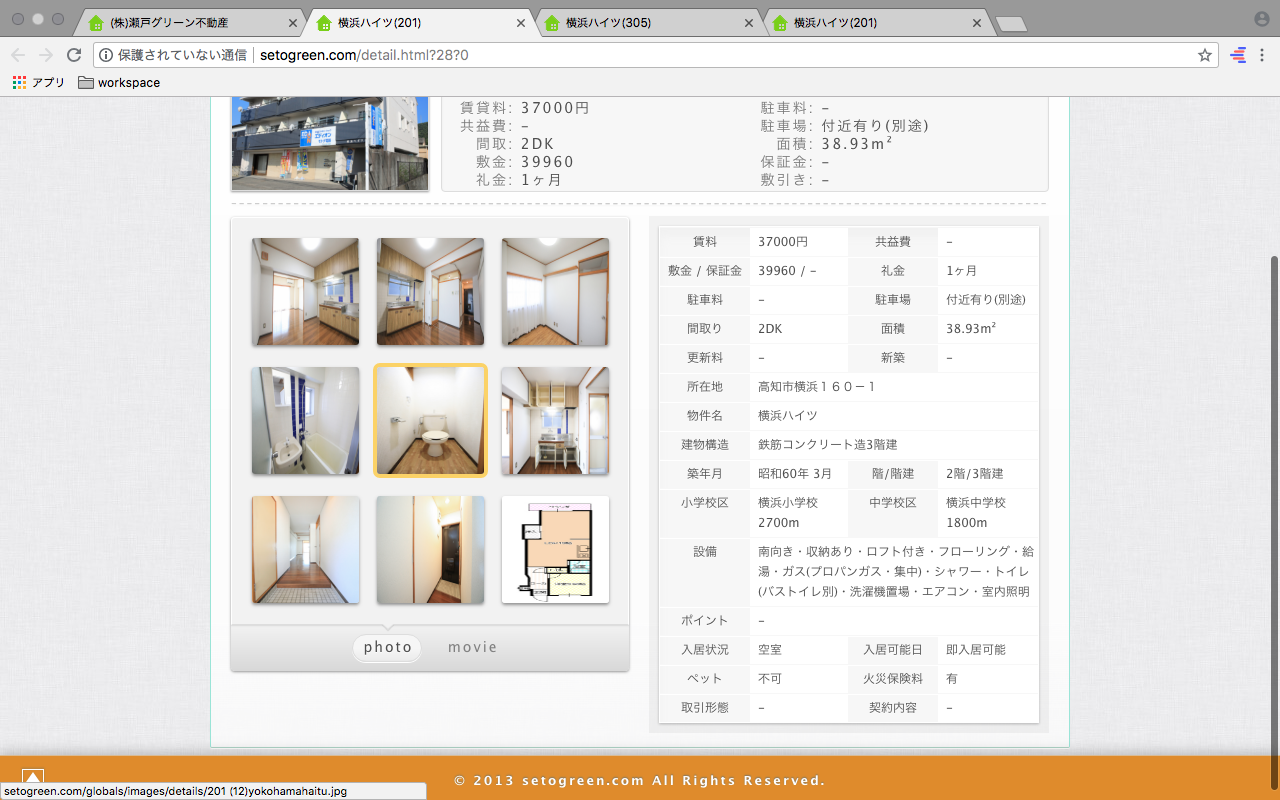 (株)瀬戸グリーン不動産
横浜ハイツ(201)
横浜ハイツ(305)
横浜ハイツ(201)
保護されていない通信
setogreen.com/detail.html?28?0
アプリ
workspace
賃貸料: 37000円 駐車料: –
共益費: – 駐車場: 付近有り(別途)
間取: 2DK 面積: 38.93m²
敷金: 39960 保証金: –
礼金: 1ヶ月 敷引き: –
賃料 37000円 共益費 –
敷金 / 保証金 39960 / – 礼金 1ヶ月
駐車料 – 駐車場 付近有り(別途)
間取り 2DK 面積 38.93m²
更新料 – 新築 –
所在地 高知市横浜１６０－１
物件名 横浜ハイツ
建物構造 鉄筋コンクリート造3階建
築年月 昭和60年 3月 階/階建 2階/3階建
小学校区 横浜小学校 2700m 中学校区 横浜中学校 1800m
設備 南向き・収納あり・ロフト付き・フローリング・給
湯・ガス(プロパンガス・集中)・シャワー・トイレ
(バストイレ別)・洗濯機置場・エアコン・室内照明
ポイント –
入居状況 空室 入居可能日 即入居可能
ペット 不可 火災保険料 有
取引形態 – 契約内容 –
photo
movie
© 2013 setogreen.com All Rights Reserved.
setogreen.com/globals/images/details/201 (12)yokohamahaitu.jpg